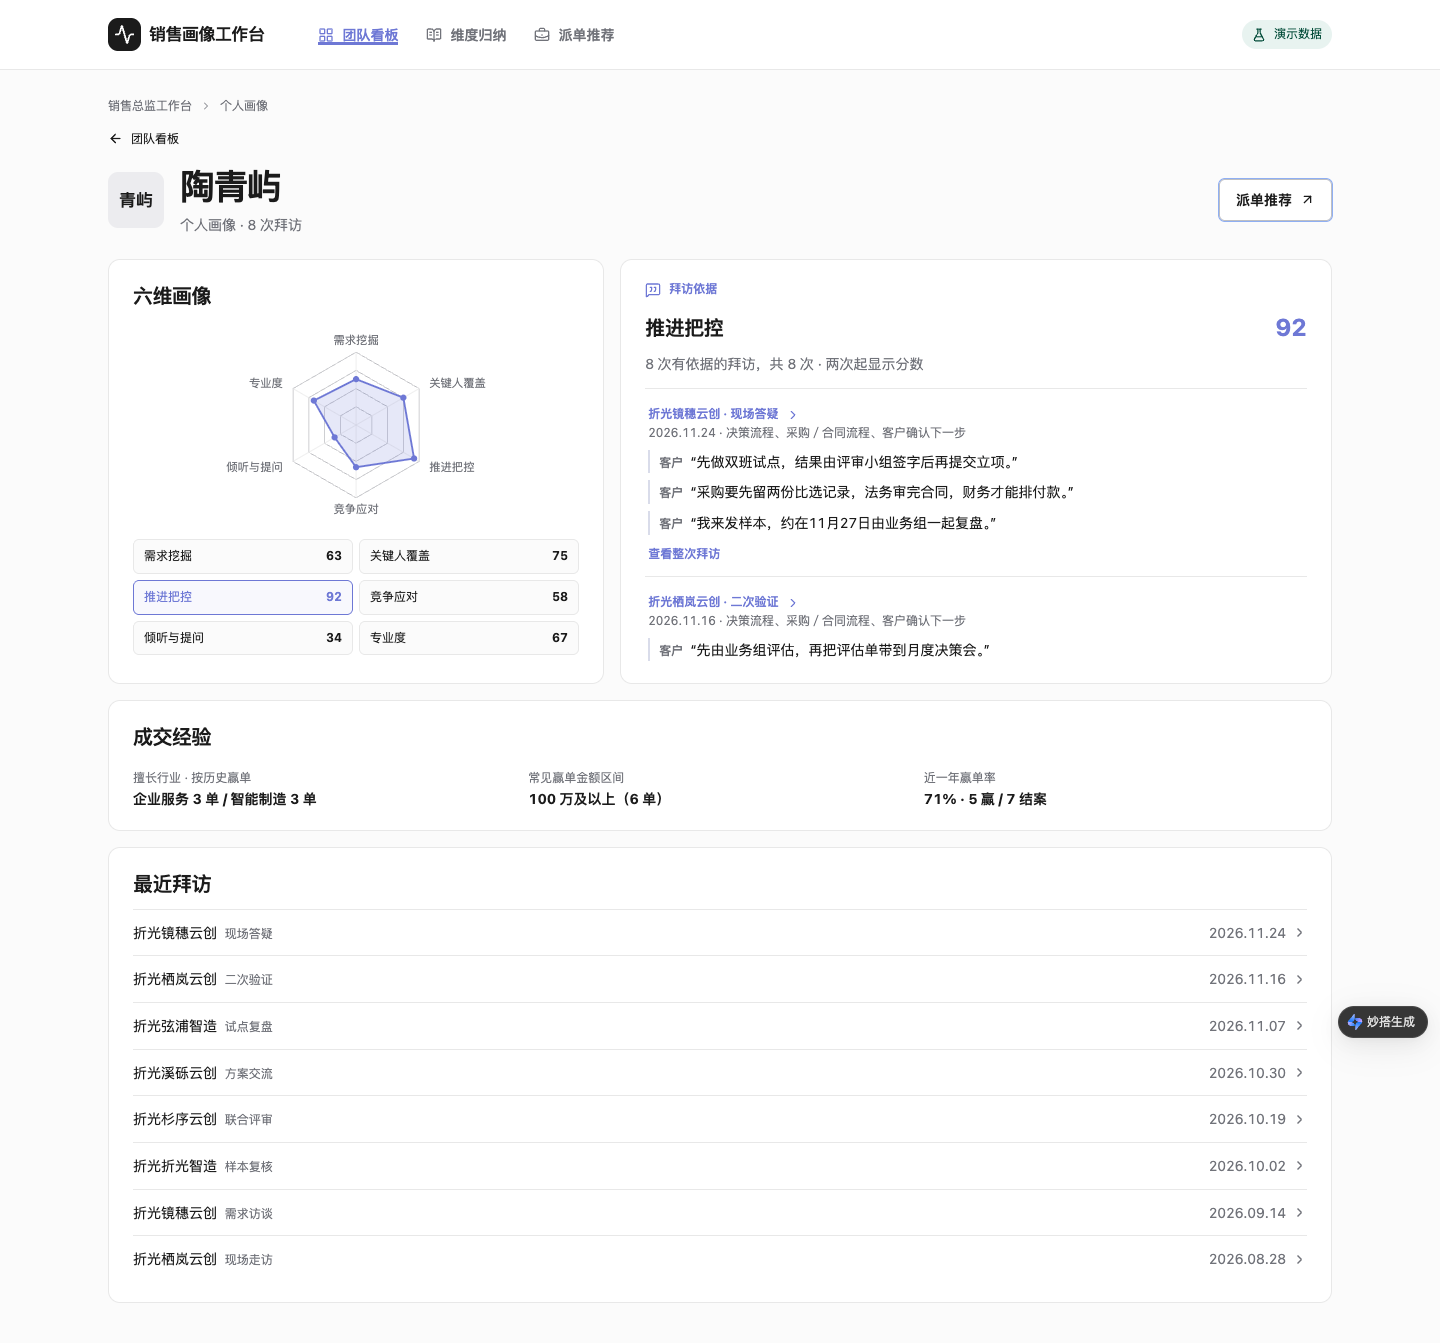 销售画像工作台
团队看板
维度归纳
派单推荐
演示数据
销售总监工作台 > 个人画像
← 团队看板
青屿
陶青屿
个人画像 · 8 次拜访
派单推荐
六维画像
需求挖掘
专业度
关键人覆盖
倾听与提问
推进把控
竞争应对
需求挖掘 63
关键人覆盖 75
推进把控 92
竞争应对 58
倾听与提问 34
专业度 67
拜访依据
推进把控 92
8 次有依据的拜访，共 8 次 · 两次起显示分数
折光镜穗云创 · 现场答疑
2026.11.24 · 决策流程、采购 / 合同流程、客户确认下一步
客户 “先做双班试点，结果由评审小组签字后再提交立项。”
客户 “采购要先留两份比选记录，法务审完合同，财务才能排付款。”
客户 “我来发样本，约在11月27日由业务组一起复盘。”
查看整次拜访
折光栖岚云创 · 二次验证
2026.11.16 · 决策流程、采购 / 合同流程、客户确认下一步
客户 “先由业务组评估，再把评估单带到月度决策会。”
成交经验
擅长行业 · 按历史赢单
企业服务 3 单 / 智能制造 3 单
常见赢单金额区间
100 万及以上（6 单）
近一年赢单率
71% · 5 赢 / 7 结案
最近拜访
折光镜穗云创 现场答疑 2026.11.24
折光栖岚云创 二次验证 2026.11.16
折光弦浦智造 试点复盘 2026.11.07
折光溪砾云创 方案交流 2026.10.30
折光杉序云创 联合评审 2026.10.19
折光折光智造 样本复核 2026.10.02
折光镜穗云创 需求访谈 2026.09.14
折光栖岚云创 现场走访 2026.08.28
妙搭生成